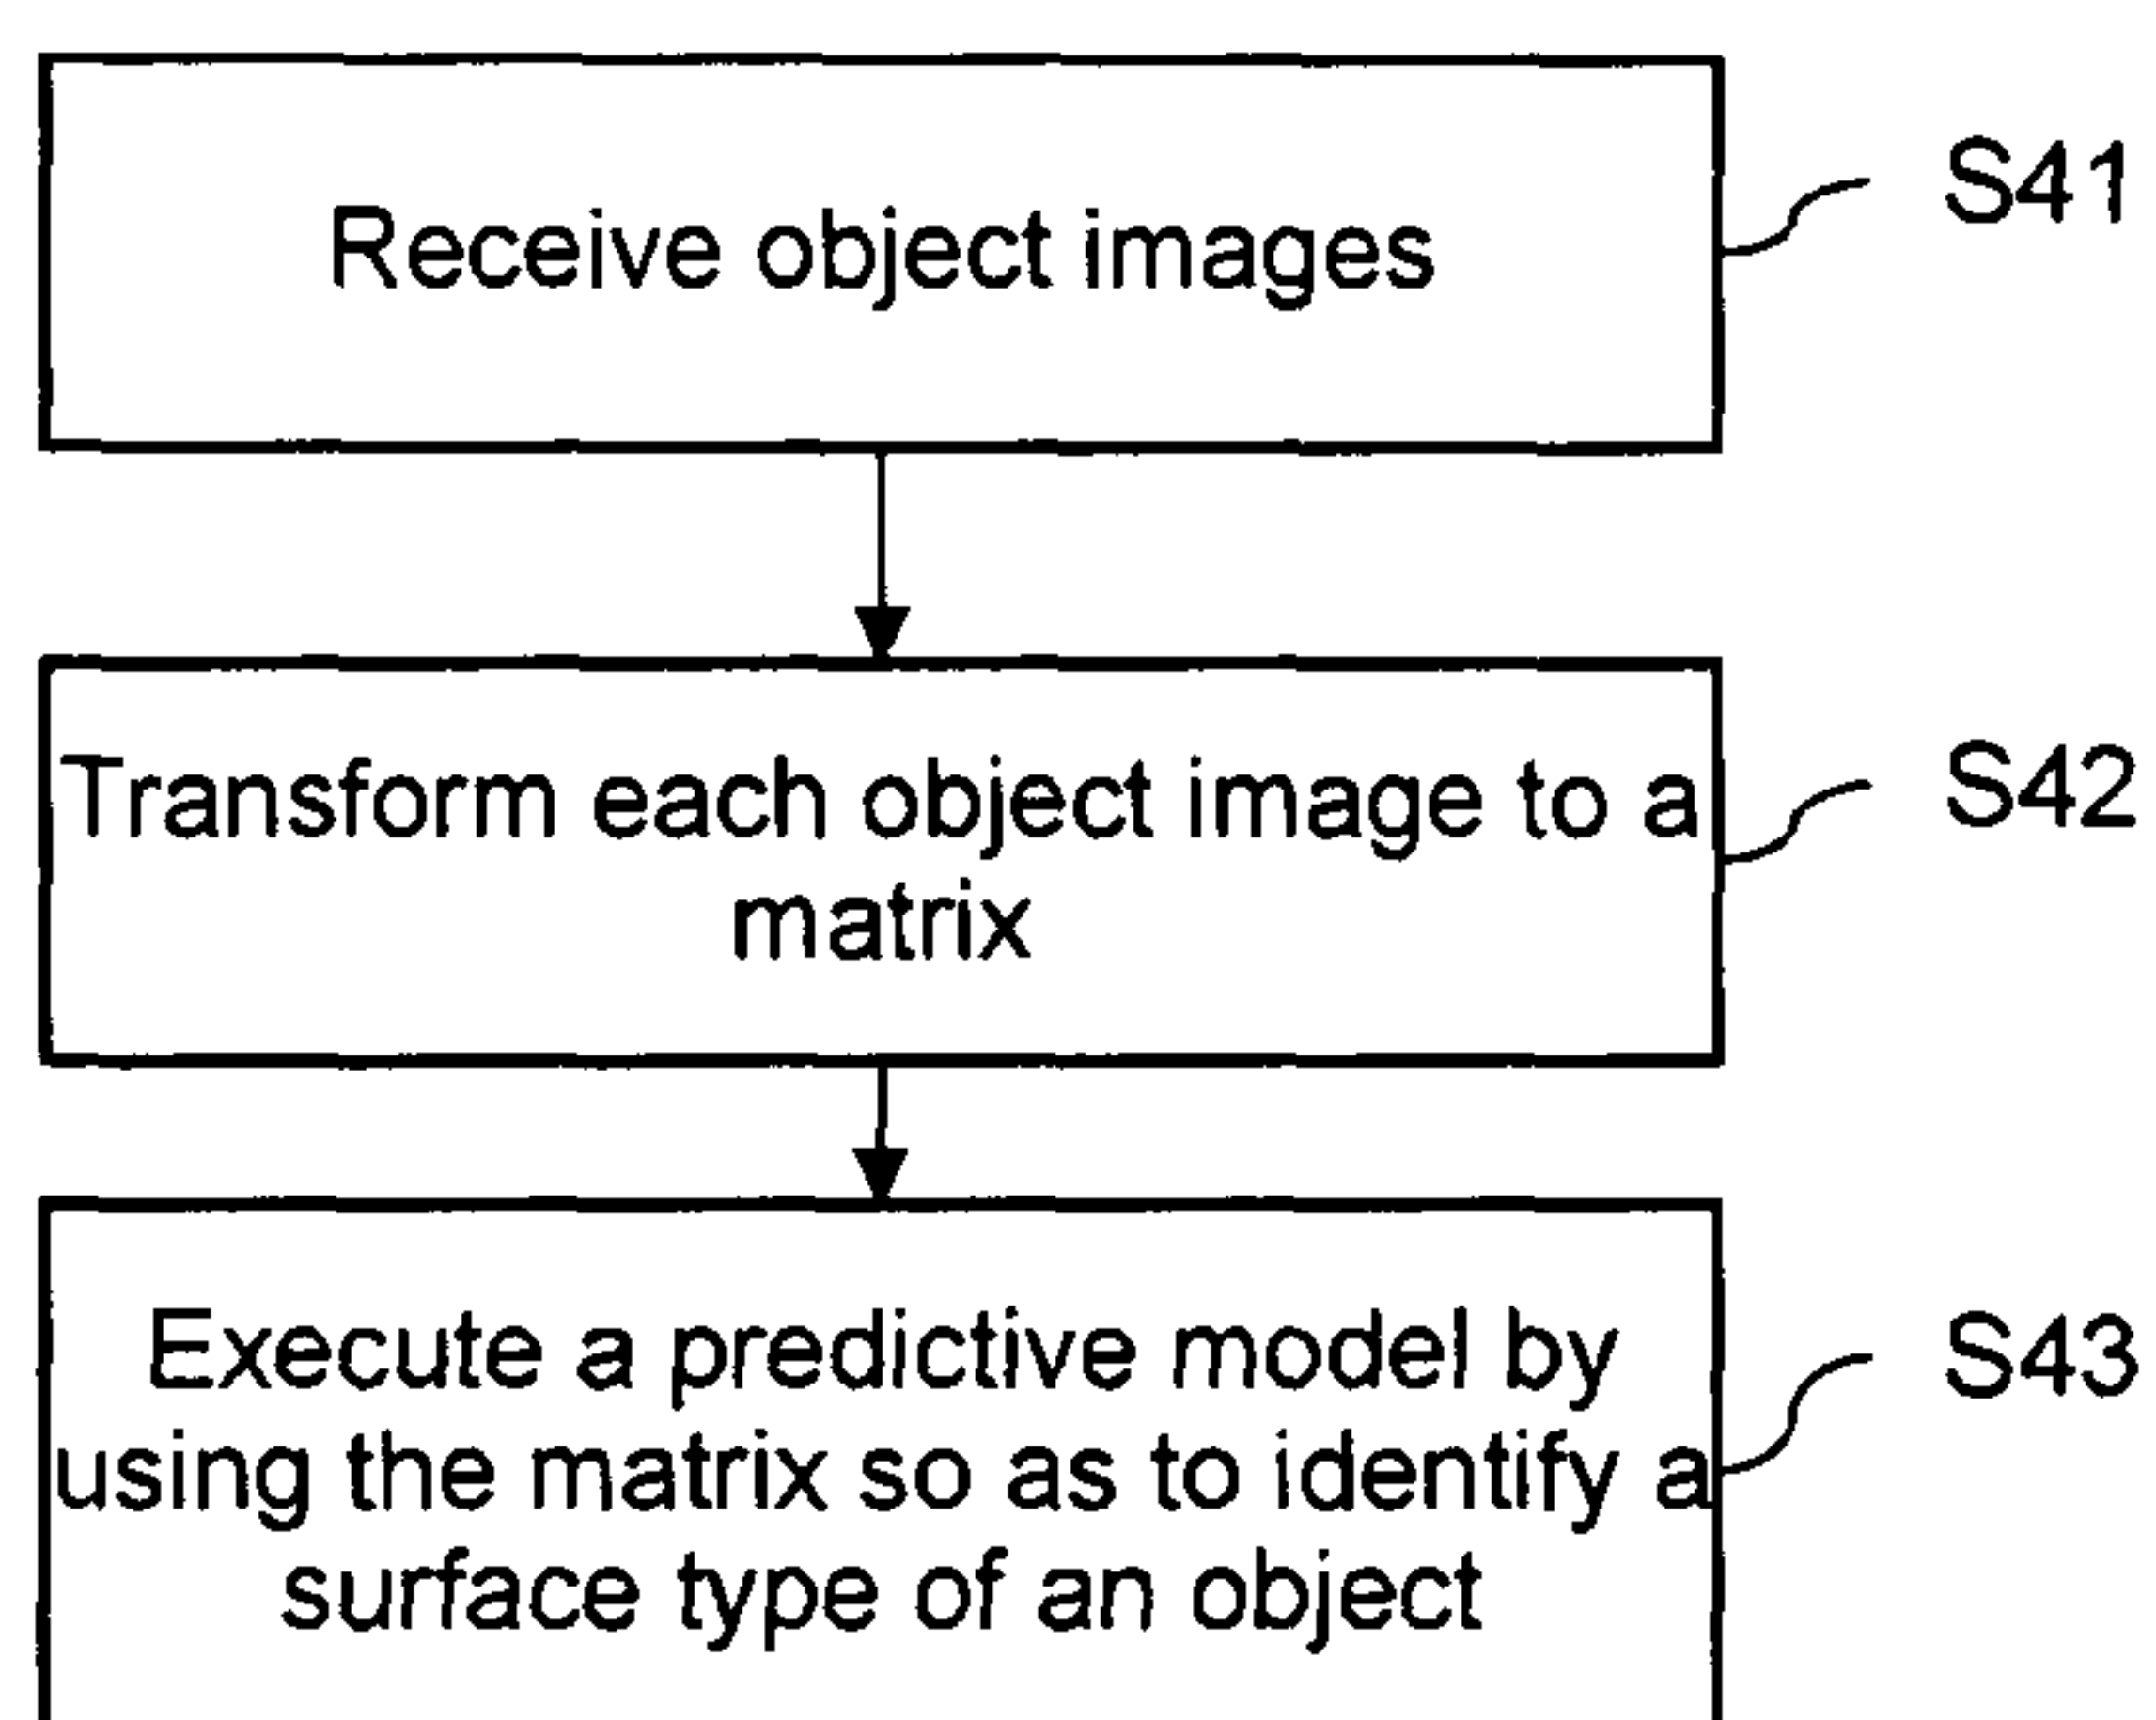 Receive object images
S41
Transform each object image to a
matrix
S42
Execute a predictive model by
using the matrix so as to identify a
surface type of an object
S43